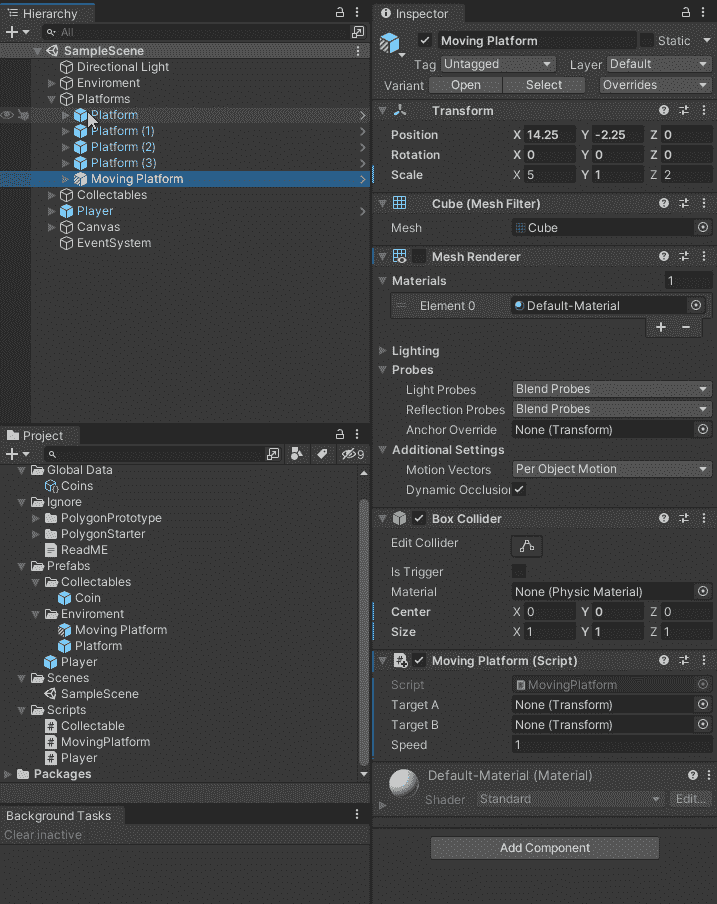 Hierarchy
All
SampleScene
Directional Light
Enviroment
Platforms
Platform
Platform (1)
Platform (2)
Platform (3)
Moving Platform
Collectables
Player
Canvas
EventSystem
Project
9
Global Data
Coins
Ignore
PolygonPrototype
PolygonStarter
ReadME
Prefabs
Collectables
Coin
Enviroment
Moving Platform
Platform
Player
Scenes
SampleScene
Scripts
Collectable
MovingPlatform
Player
Packages
Background Tasks
Clear inactive
Inspector
Moving Platform Static
Tag Untagged Layer Default
Variant Open Select Overrides
Transform
Position X 14.25 Y -2.25 Z 0
Rotation X 0 Y 0 Z 0
Scale X 5 Y 1 Z 2
Cube (Mesh Filter)
Mesh Cube
Mesh Renderer
Materials 1
Element 0 Default-Material
Lighting
Probes
Light Probes Blend Probes
Reflection Probes Blend Probes
Anchor Override None (Transform)
Additional Settings
Motion Vectors Per Object Motion
Dynamic Occlusion
Box Collider
Edit Collider
Is Trigger
Material None (Physic Material)
Center X 0 Y 0 Z 0
Size X 1 Y 1 Z 1
Moving Platform (Script)
Script MovingPlatform
Target A None (Transform)
Target B None (Transform)
Speed 1
Default-Material (Material)
Shader Standard Edit...
Add Component